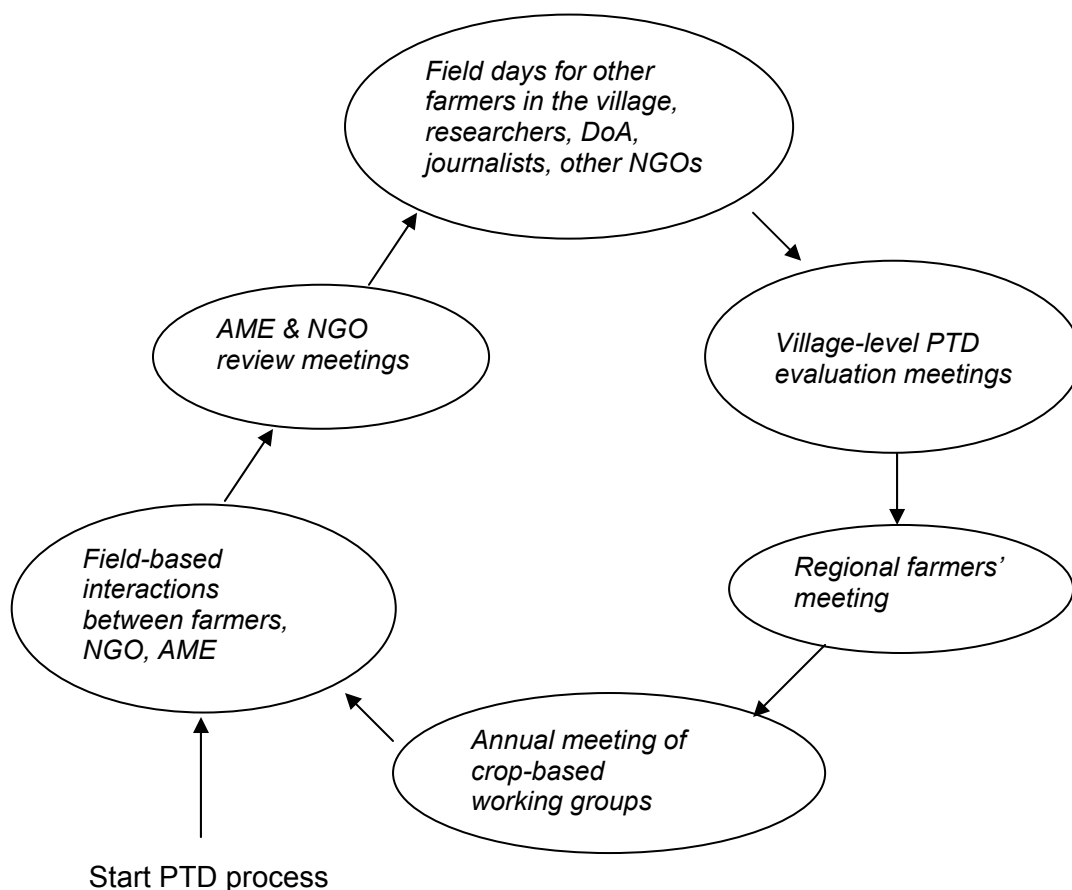 Field days for other
farmers in the village,
researchers, DoA,
journalists, other NGOs
AME & NGO
review meetings
Village-level PTD
evaluation meetings
Field-based
interactions
between farmers,
NGO, AME
Regional farmers’
meeting
Annual meeting of
crop-based
working groups
Start PTD process